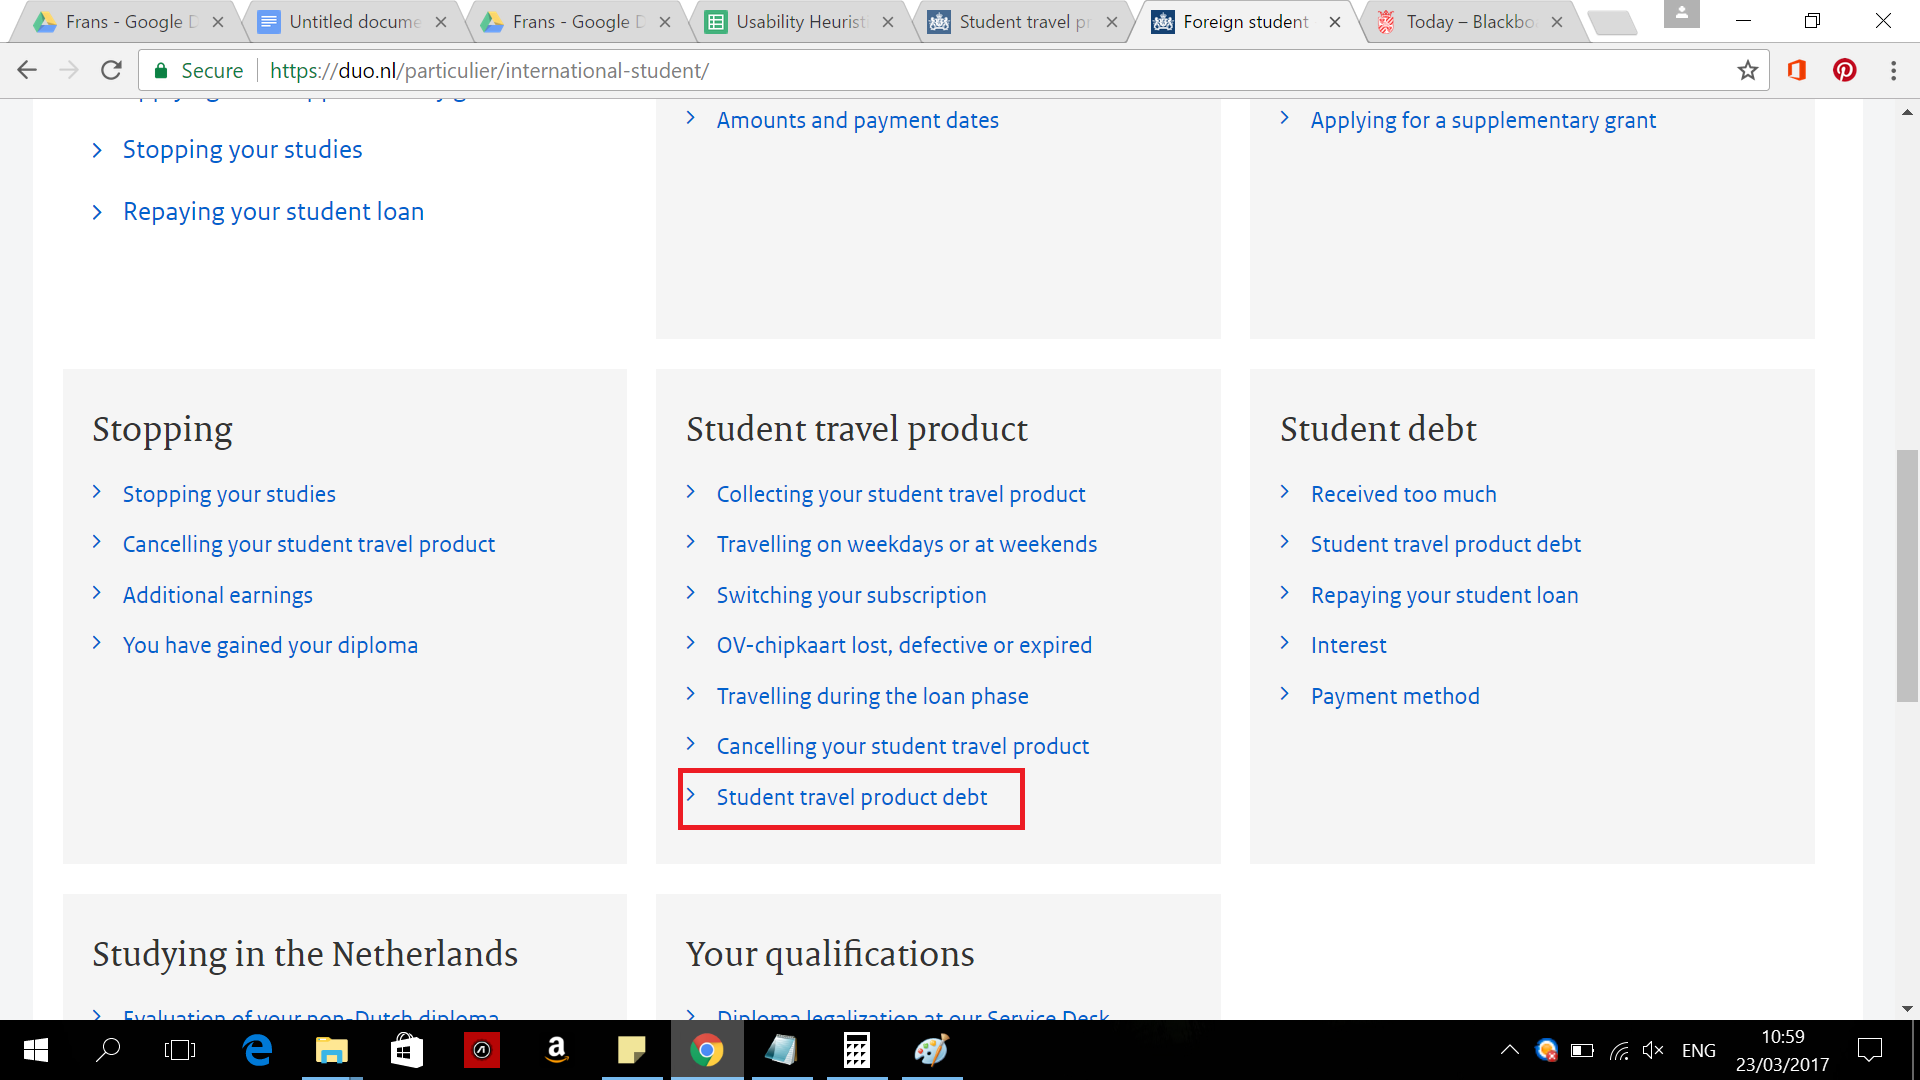 Frans - Google D
Untitled docume
Frans - Google D
Usability Heurist
Student travel pr
Foreign student
Today – Blackbo
Secure
https://duo.nl/particulier/international-student/
Stopping your studies
Repaying your student loan
Amounts and payment dates
Applying for a supplementary grant
Stopping
Stopping your studies
Cancelling your student travel product
Additional earnings
You have gained your diploma
Student travel product
Collecting your student travel product
Travelling on weekdays or at weekends
Switching your subscription
OV-chipkaart lost, defective or expired
Travelling during the loan phase
Cancelling your student travel product
Student travel product debt
Student debt
Received too much
Student travel product debt
Repaying your student loan
Interest
Payment method
Studying in the Netherlands
Evaluation of your non-Dutch diploma
Your qualifications
Diploma legalization at our Service Desk
ENG
10:59
23/03/2017